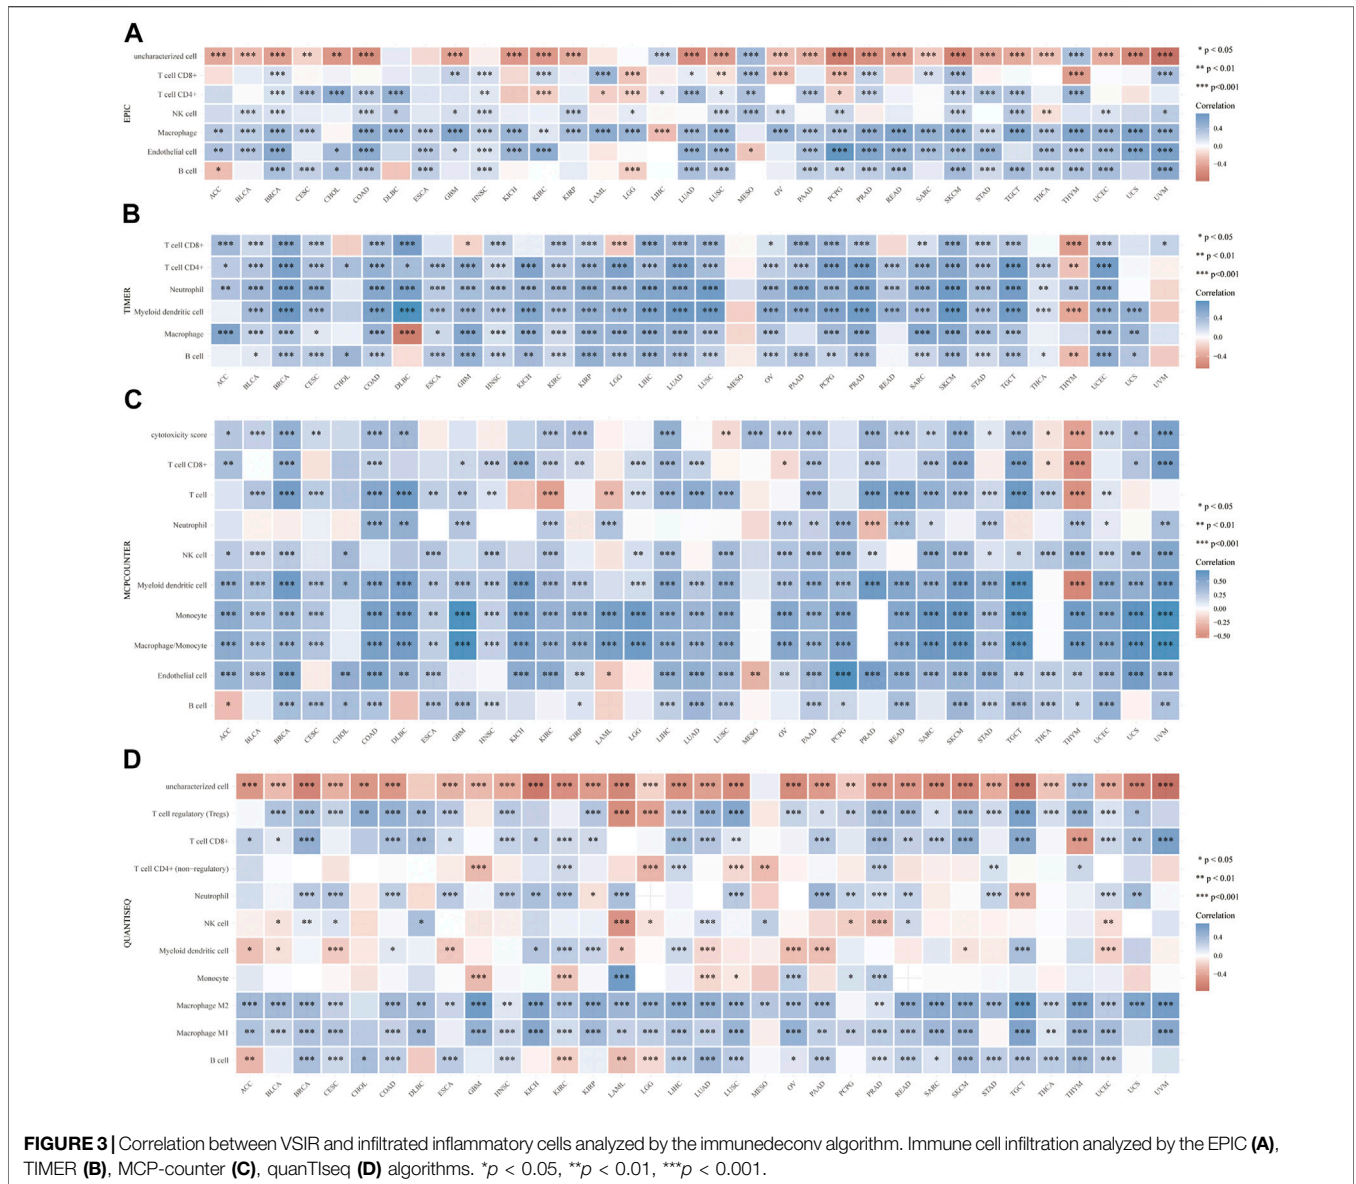 A
uncharacterized cell
T cell CD8+
T cell CD4+
NK cell
Macrophage
Endothelial cell
B cell
EPIC
ACC BLCA BRCA CESC CHOL COAD DLBC ESCA GBM HNSC KICH KIRC KIRP LAML LGG LIHC LUAD LUSC MESO OV PAAD PCPG PRAD READ SARC SKCM STAD TGCT THCA THYM UCEC UCS UVM
* p < 0.05
** p < 0.01
*** p<0.001
Correlation
0.4
0.0
−0.4
B
T cell CD8+
T cell CD4+
Neutrophil
Myeloid dendritic cell
Macrophage
B cell
TIMER
ACC BLCA BRCA CESC CHOL COAD DLBC ESCA GBM HNSC KICH KIRC KIRP LGG LIHC LUAD LUSC MESO OV PAAD PCPG PRAD READ SARC SKCM STAD TGCT THCA THYM UCEC UCS UVM
* p < 0.05
** p < 0.01
*** p<0.001
Correlation
0.4
0.0
−0.4
C
cytotoxicity score
T cell CD8+
T cell
Neutrophil
NK cell
Myeloid dendritic cell
Monocyte
Macrophage/Monocyte
Endothelial cell
B cell
MCPCOUNTER
ACC BLCA BRCA CESC CHOL COAD DLBC ESCA GBM HNSC KICH KIRC KIRP LAML LGG LIHC LUAD LUSC MESO OV PAAD PCPG PRAD READ SARC SKCM STAD TGCT THCA THYM UCEC UCS UVM
* p < 0.05
** p < 0.01
*** p<0.001
Correlation
0.50
0.25
0.00
−0.25
−0.50
D
uncharacterized cell
T cell regulatory (Tregs)
T cell CD8+
T cell CD4+ (non−regulatory)
Neutrophil
NK cell
Myeloid dendritic cell
Monocyte
Macrophage M2
Macrophage M1
B cell
QUANTISEQ
ACC BLCA BRCA CESC CHOL COAD DLBC ESCA GBM HNSC KICH KIRC KIRP LAML LGG LIHC LUAD LUSC MESO OV PAAD PCPG PRAD READ SARC SKCM STAD TGCT THCA THYM UCEC UCS UVM
* p < 0.05
** p < 0.01
*** p<0.001
Correlation
0.4
0.0
−0.4
FIGURE 3 | Correlation between VSIR and infiltrated inflammatory cells analyzed by the immunedeconv algorithm. Immune cell infiltration analyzed by the EPIC (A),
TIMER (B), MCP-counter (C), quanTIseq (D) algorithms. *p < 0.05, **p < 0.01, ***p < 0.001.